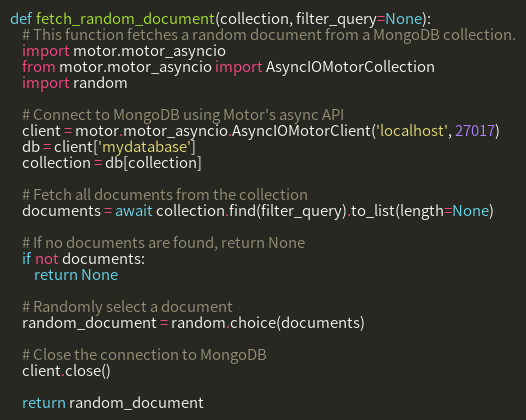 def fetch_random_document(collection, filter_query=None):
    # This function fetches a random document from a MongoDB collection.
    import motor.motor_asyncio
    from motor.motor_asyncio import AsyncIOMotorCollection
    import random

    # Connect to MongoDB using Motor's async API
    client = motor.motor_asyncio.AsyncIOMotorClient('localhost', 27017)
    db = client['mydatabase']
    collection = db[collection]

    # Fetch all documents from the collection
    documents = await collection.find(filter_query).to_list(length=None)

    # If no documents are found, return None
    if not documents:
        return None

    # Randomly select a document
    random_document = random.choice(documents)

    # Close the connection to MongoDB
    client.close()

    return random_document